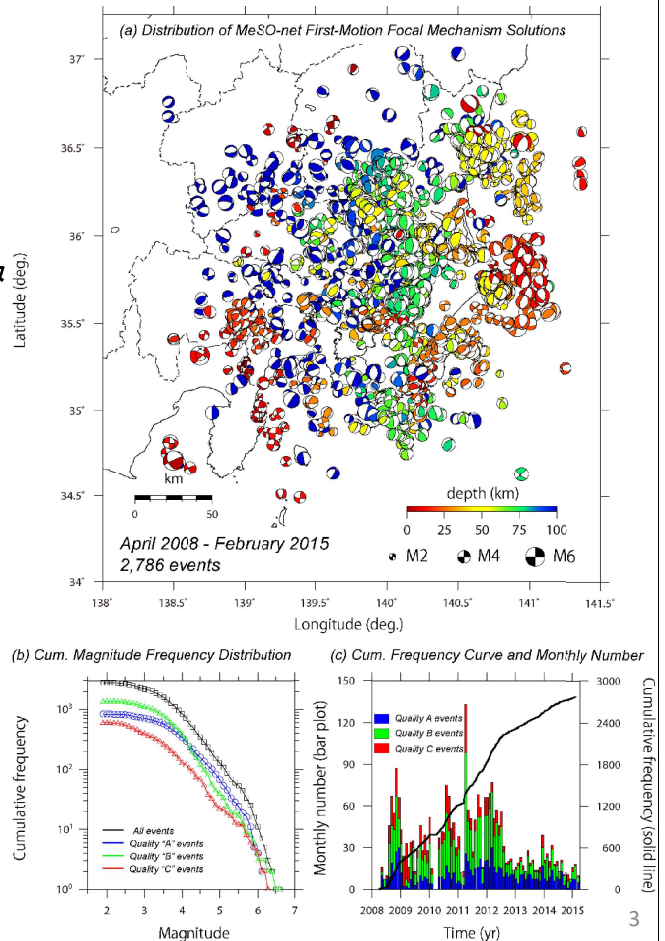 (a) Distribution of MeSO-net First-Motion Focal Mechanism Solutions
37˚
36.5˚
36˚
35.5˚
35˚
34.5˚
34˚
Latitude (deg.)
km
0 50
depth (km)
0 25 50 75 100
M2 M4 M6
April 2008 - February 2015
2,786 events
138˚ 138.5˚ 139˚ 139.5˚ 140˚ 140.5˚ 141˚ 141.5˚
Longitude (deg.)
(b) Cum. Magnitude Frequency Distribution
Cumulative frequency
10³
10²
10¹
10⁰
All events
Quality "A" events
Quality "B" events
Quality "C" events
2 3 4 5 6 7
Magnitude
(c) Cum. Frequency Curve and Monthly Number
Monthly number (bar plot)
150
120
90
60
30
0
Quality A events
Quality B events
Quality C events
3000
2700
2400
2100
1800
1500
1200
900
600
300
0
Cumulative frequency (solid line)
2008 2009 2010 2011 2012 2013 2014 2015
Time (yr)
3